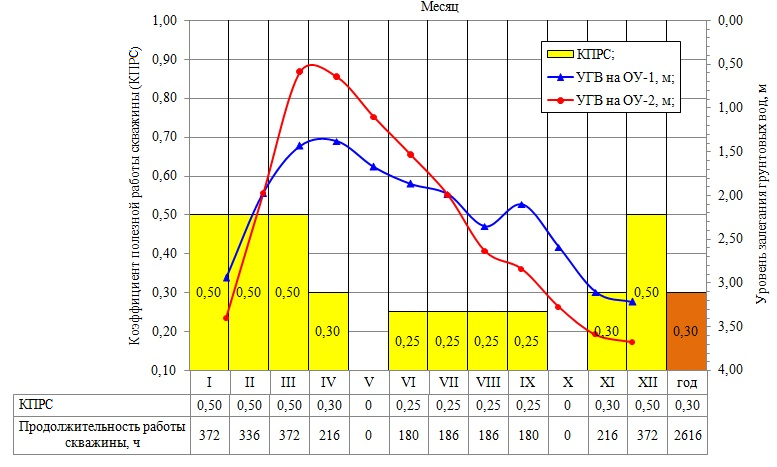 Месяц
1,00
0,90
0,80
0,70
0,60
0,50
0,40
0,30
0,20
0,10
Коэффициент полезной работы скважины (КПРС)
0,00
0,50
1,00
1,50
2,00
2,50
3,00
3,50
4,00
Уровень залегания грунтовых вод, м
КПРС;
УГВ на ОУ-1, м;
УГВ на ОУ-2, м;
0,50 0,50 0,50 0,30 0,25 0,25 0,25 0,25 0,30 0,50 0,30
I II III IV V VI VII VIII IX X XI XII год
КПРС 0,50 0,50 0,50 0,30 0 0,25 0,25 0,25 0,25 0 0,30 0,50 0,30
Продолжительность работы
скважины, ч 372 336 372 216 0 180 186 186 180 0 216 372 2616